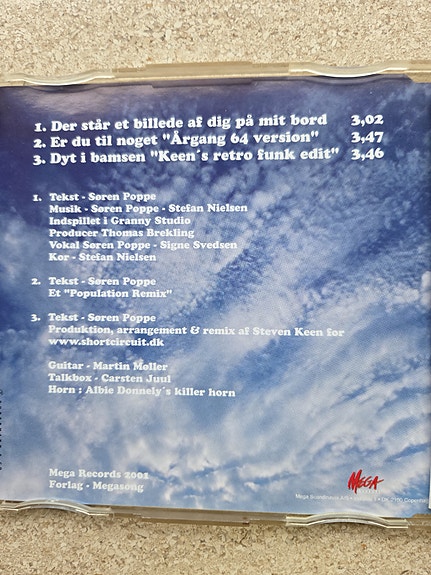 1. Der står et billede af dig på mit bord 3,02
2. Er du til noget "Årgang 64 version" 3,47
3. Dyt i bamsen "Keen´s retro funk edit" 3,46
1. Tekst - Søren Poppe
Musik - Søren Poppe - Stefan Nielsen
Indspillet i Granny Studio
Producer Thomas Brekling
Vokal Søren Poppe - Signe Svedsen
Kor - Stefan Nielsen
2. Tekst - Søren Poppe
Et "Population Remix"
3. Tekst - Søren Poppe
Produktion, arrangement & remix af Steven Keen for
www.shortcircuit.dk
Guitar - Martin Møller
Talkbox - Carsten Juul
Horn : Albie Donnely´s killer horn
Mega Records 2001
Forlag - Megasong
MEGA
Mega Scandinavia A/S